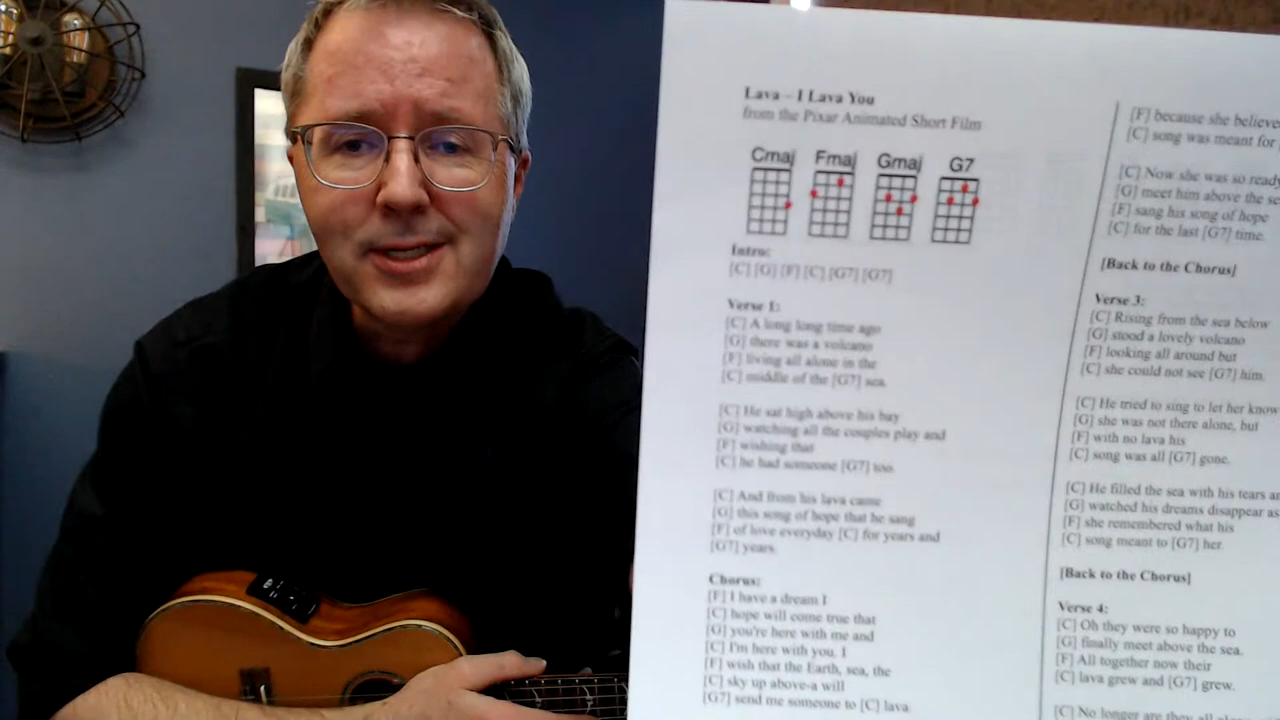 Lava – I Lava You
from the Pixar Animated Short Film
Cmaj Fmaj Gmaj G7
Intro:
[C] [G] [F] [C] [G7] [G7]
Verse 1:
[C] A long long time ago
[G] there was a volcano
[F] living all alone in the
[C] middle of the [G7] sea.
[C] He sat high above his bay
[G] watching all the couples play and
[F] wishing that
[C] he had someone [G7] too.
[C] And from his lava came
[G] this song of hope that he sang
[F] of love everyday [C] for years and
[G7] years.
Chorus:
[F] I have a dream I
[C] hope will come true that
[G] you're here with me and
[C] I'm here with you. I
[F] wish that the Earth, sea, the
[C] sky up above-a will
[G7] send me someone to [C] lava.
[F] because she believe
[C] song was meant for
[C] Now she was so ready
[G] meet him above the se
[F] sang his song of hope
[C] for the last [G7] time.
[Back to the Chorus]
Verse 3:
[C] Rising from the sea below
[G] stood a lovely volcano
[F] looking all around but
[C] she could not see [G7] him.
[C] He tried to sing to let her know
[G] she was not there alone, but
[F] with no lava his
[C] song was all [G7] gone.
[C] He filled the sea with his tears an
[G] watched his dreams disappear as
[F] she remembered what his
[C] song meant to [G7] her.
[Back to the Chorus]
Verse 4:
[C] Oh they were so happy to
[G] finally meet above the sea.
[F] All together now their
[C] lava grew and [G7] grew.
[C] No longer are they all alone